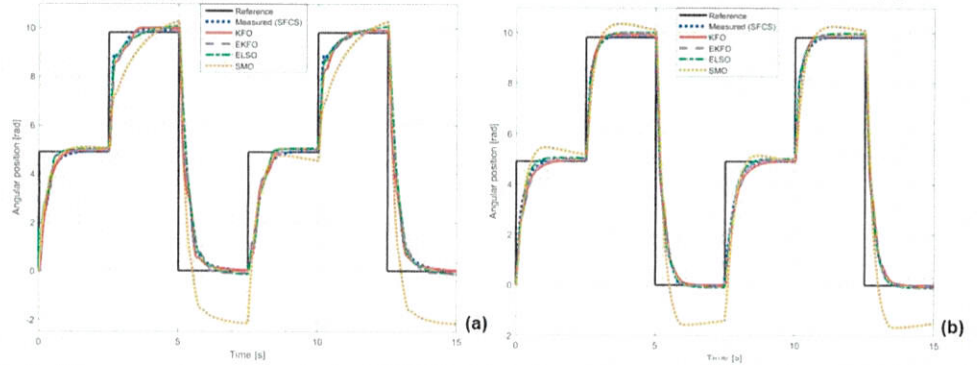 Reference
Measured (SFCS)
KFO
EKFO
ELSO
SMO
Angular position [rad]
10
8
6
4
2
0
-2
0
5
10
15
Time [s]
(a)
Reference
Measured (SFCS)
KFO
EKFO
ELSO
SMO
Angular position [rad]
12
10
8
6
4
2
0
2
0
5
10
15
Time [s]
(b)